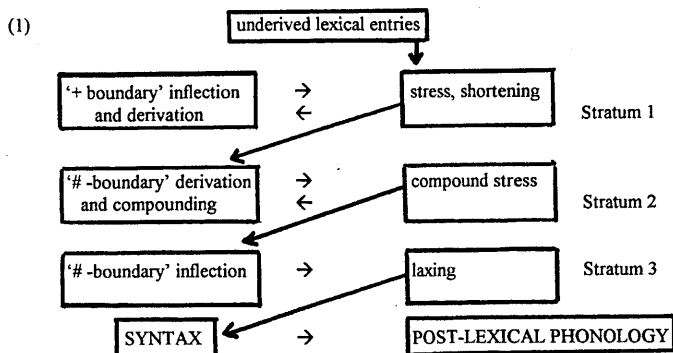 (1)
underived lexical entries
‘+ boundary’ inflection → stress, shortening
and derivation ← Stratum 1
‘# -boundary’ derivation → compound stress
and compounding ← Stratum 2
‘# -boundary’ inflection → laxing Stratum 3
SYNTAX → POST-LEXICAL PHONOLOGY